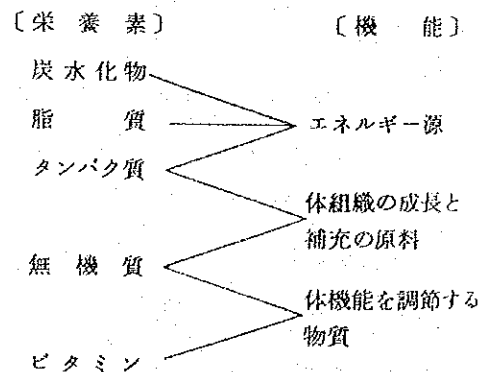 〔栄養素〕　〔機能〕
炭水化物
脂質　エネルギー源
タンパク質
体組織の成長と
補充の原料
無機質
体機能を調節する
物質
ビタミン